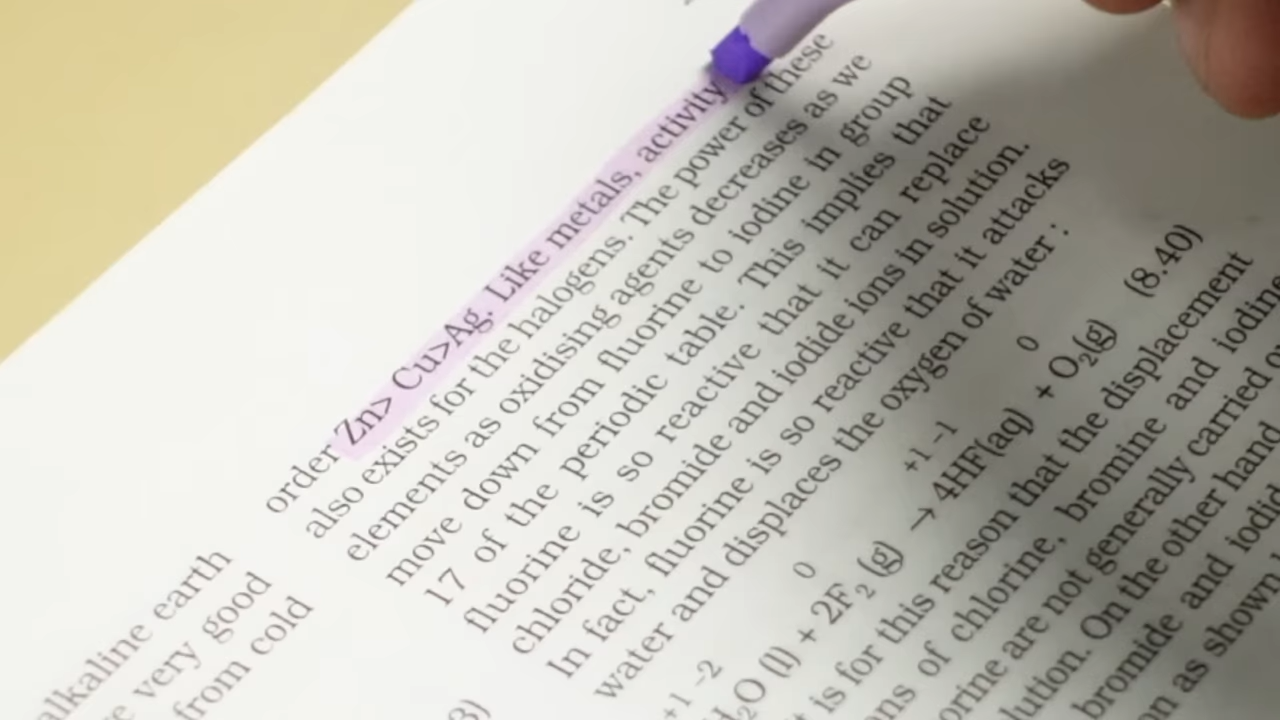 alkaline earth
very good
from cold
order Zn> Cu>Ag. Like metals, activity
also exists for the halogens. The power of these
elements as oxidising agents decreases as we
move down from fluorine to iodine in group
17 of the periodic table. This implies that
fluorine is so reactive that it can replace
chloride, bromide and iodide ions in solution.
In fact, fluorine is so reactive that it attacks
water and displaces the oxygen of water :
+1 −2 0 +1 −1 0
H₂O (l) + 2F₂ (g) → 4HF(aq) + O₂(g) (8.40)
is for this reason that the displacement
of chlorine, bromine and iodine
are not generally carried
On the other hand
bromide and
as shown